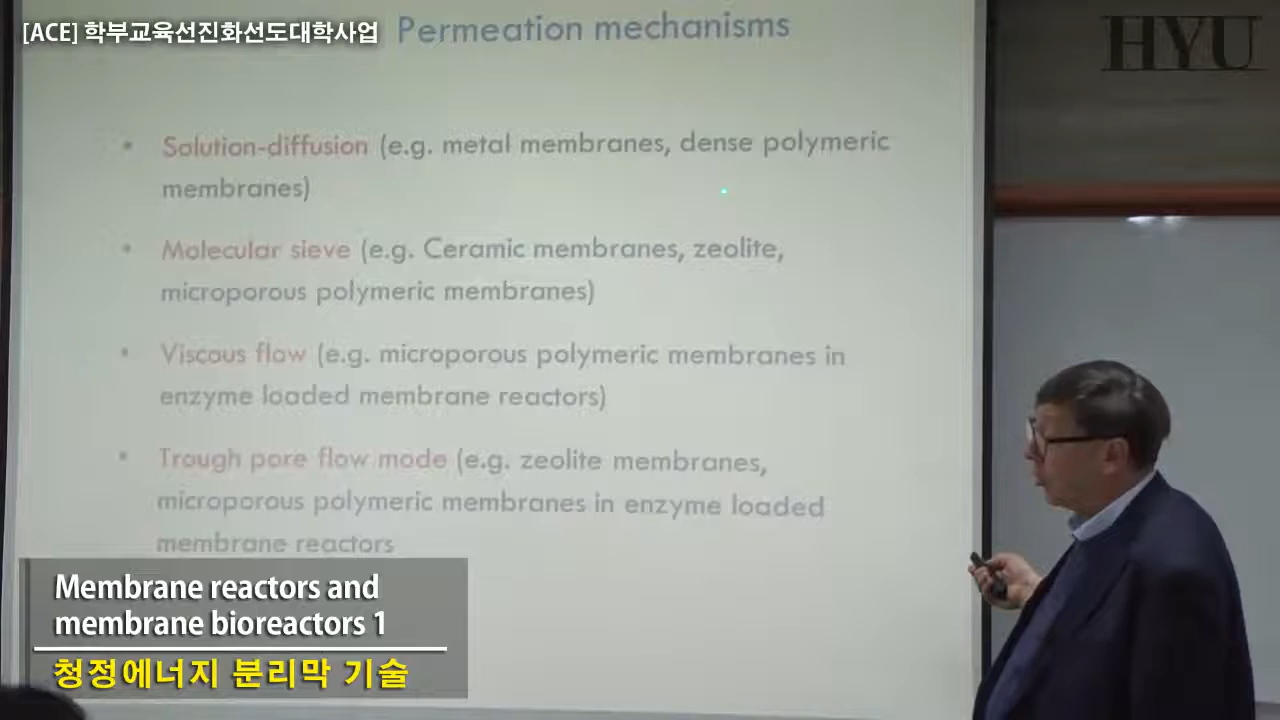 [ACE] 학부교육선진화선도대학사업
Permeation mechanisms
HYU
• Solution-diffusion (e.g. metal membranes, dense polymeric
membranes)
• Molecular sieve (e.g. Ceramic membranes, zeolite,
microporous polymeric membranes)
• Viscous flow (e.g. microporous polymeric membranes in
enzyme loaded membrane reactors)
• Trough pore flow mode (e.g. zeolite membranes,
microporous polymeric membranes in enzyme loaded
membrane reactors
Membrane reactors and
membrane bioreactors 1
청정에너지 분리막 기술